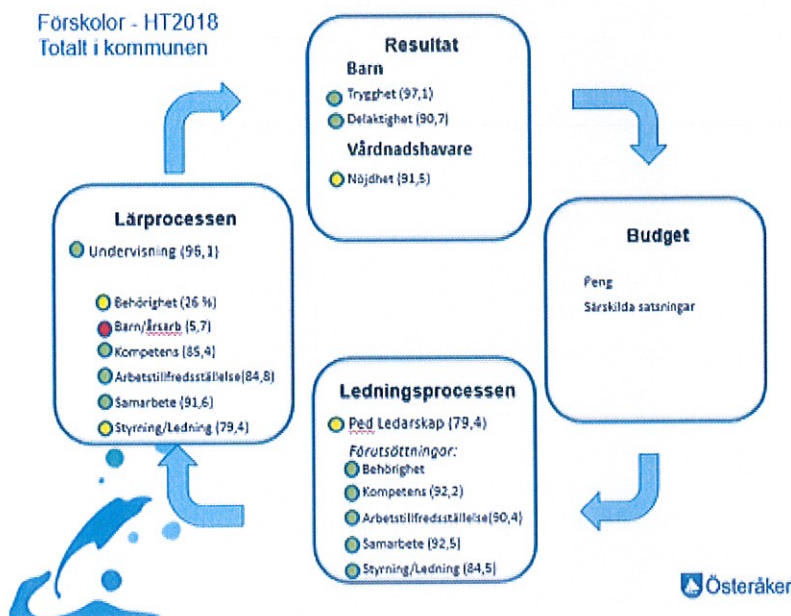 Förskolor - HT2018
Totalt i kommunen
Resultat
Barn
Trygghet (97,1)
Delaktighet (90,7)
Vårdnadshavare
Nöjdhet (91,5)
Lärprocessen
Undervisning (96,1)
Behörighet (26 %)
Barn/årsarb (5,7)
Kompetens (85,4)
Arbetstillfredsställelse(84,8)
Samarbete (91,6)
Styrning/Ledning (79,4)
Budget
Peng
Särskilda satsningar
Ledningsprocessen
Ped Ledarskap (79,4)
Förutsättningar:
Behörighet
Kompetens (92,2)
Arbetstillfredsställelse(90,4)
Samarbete (92,5)
Styrning/Ledning (84,5)
Österåker